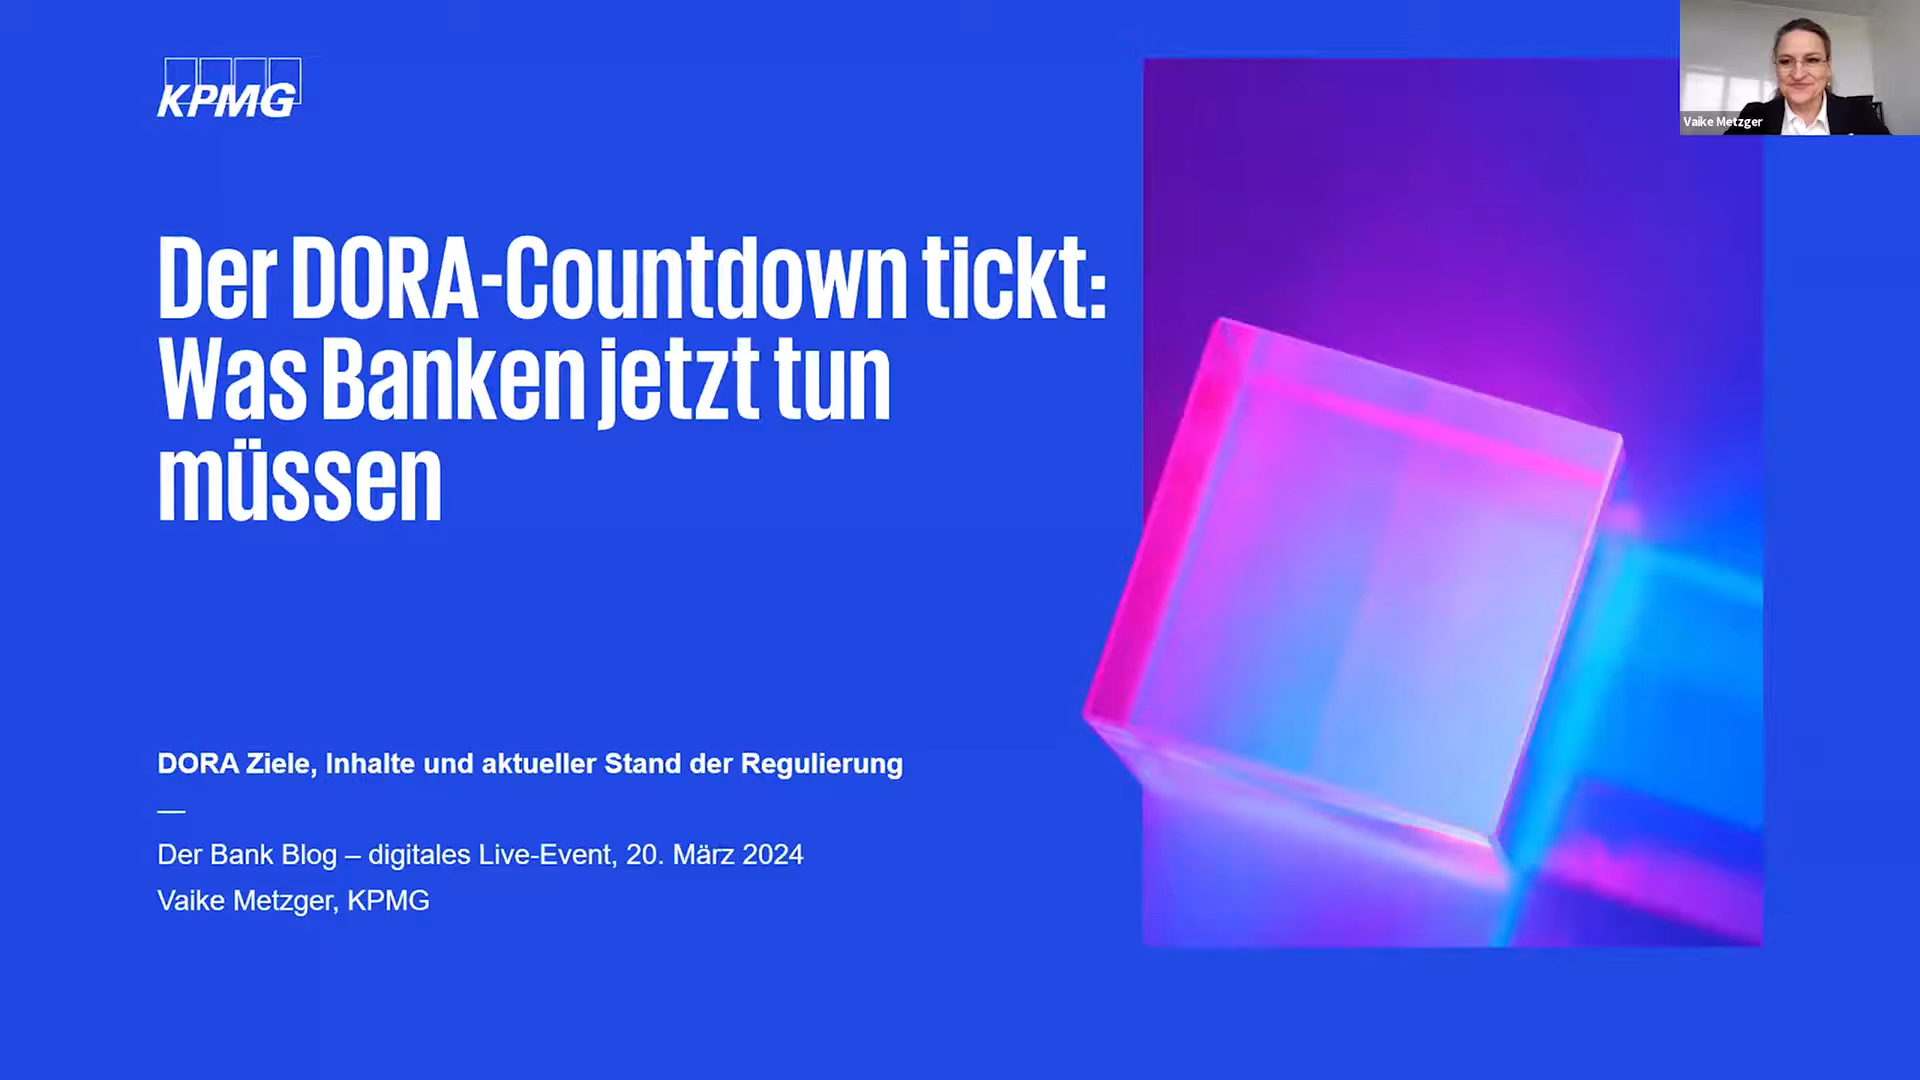 KPMG
Vaike Metzger
Der DORA-Countdown tickt:
Was Banken jetzt tun
müssen
DORA Ziele, Inhalte und aktueller Stand der Regulierung
—
Der Bank Blog – digitales Live-Event, 20. März 2024
Vaike Metzger, KPMG